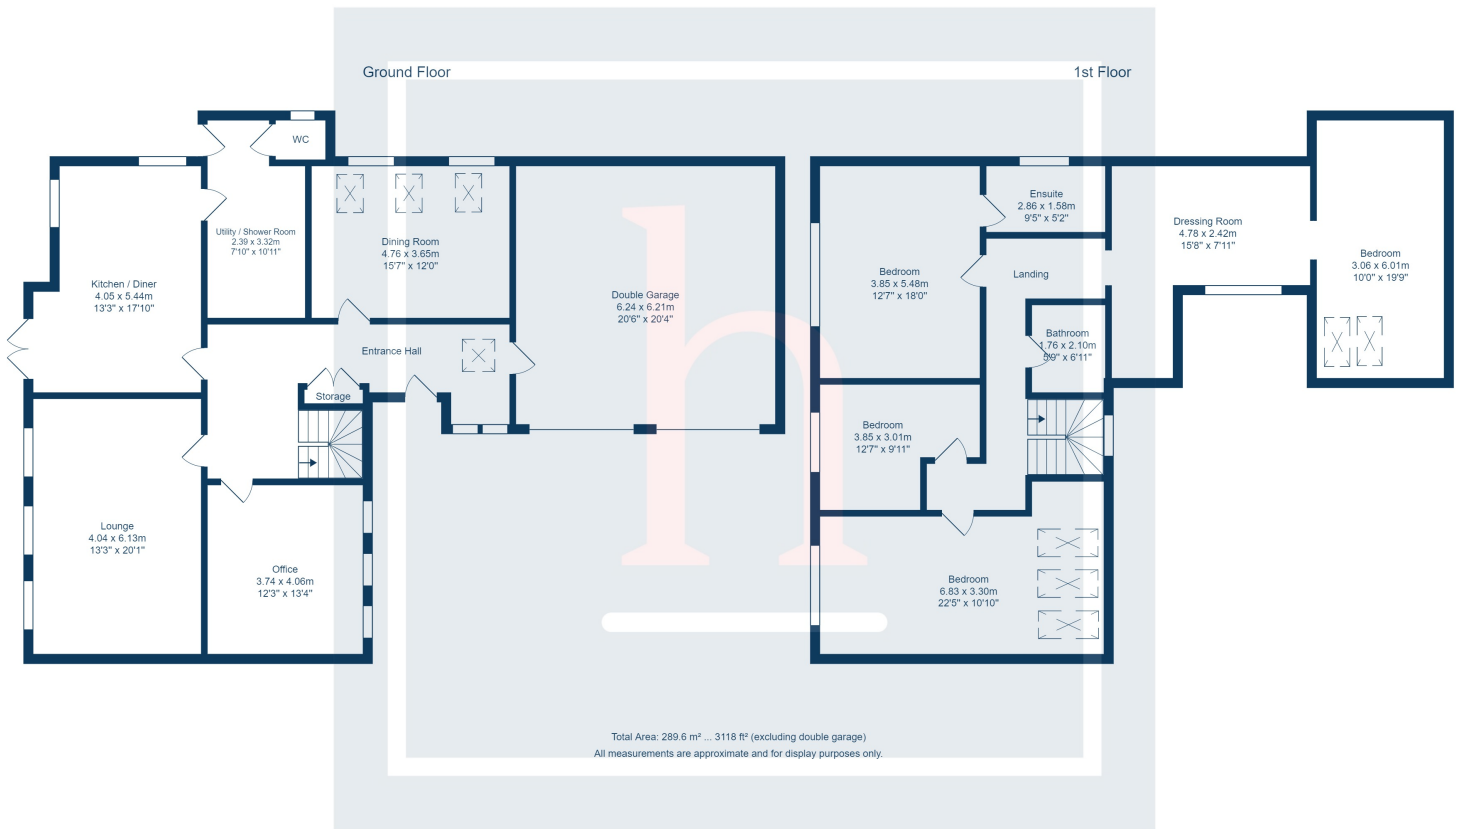 Ground Floor
1st Floor
WC
Utility / Shower Room
2.39 x 3.32m
7'10" x 10'11"
Dining Room
4.76 x 3.65m
15'7" x 12'0"
Kitchen / Diner
4.05 x 5.44m
13'3" x 17'10"
Double Garage
6.24 x 6.21m
20'6" x 20'4"
Entrance Hall
Storage
Lounge
4.04 x 6.13m
13'3" x 20'1"
Office
3.74 x 4.06m
12'3" x 13'4"
Ensuite
2.86 x 1.58m
9'5" x 5'2"
Dressing Room
4.78 x 2.42m
15'8" x 7'11"
Bedroom
3.06 x 6.01m
10'0" x 19'9"
Bedroom
3.85 x 5.48m
12'7" x 18'0"
Landing
Bathroom
1.76 x 2.10m
5'9" x 6'11"
Bedroom
3.85 x 3.01m
12'7" x 9'11"
Bedroom
6.83 x 3.30m
22'5" x 10'10"
h
Total Area: 289.6 m² ... 3118 ft² (excluding double garage)
All measurements are approximate and for display purposes only.